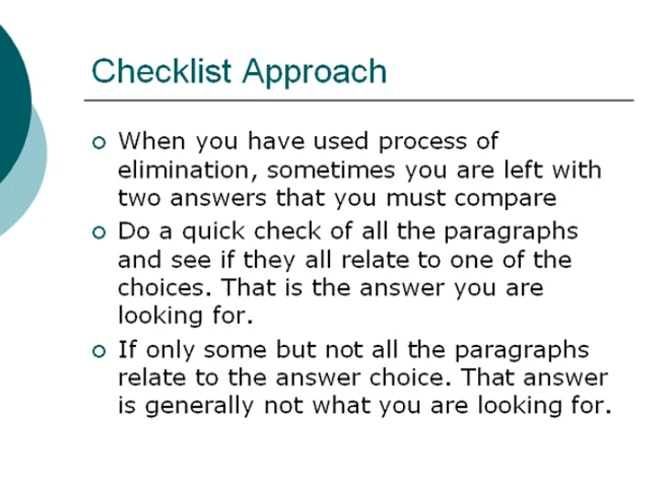 Checklist Approach
When you have used process of
elimination, sometimes you are left with
two answers that you must compare
Do a quick check of all the paragraphs
and see if they all relate to one of the
choices. That is the answer you are
looking for.
If only some but not all the paragraphs
relate to the answer choice. That answer
is generally not what you are looking for.